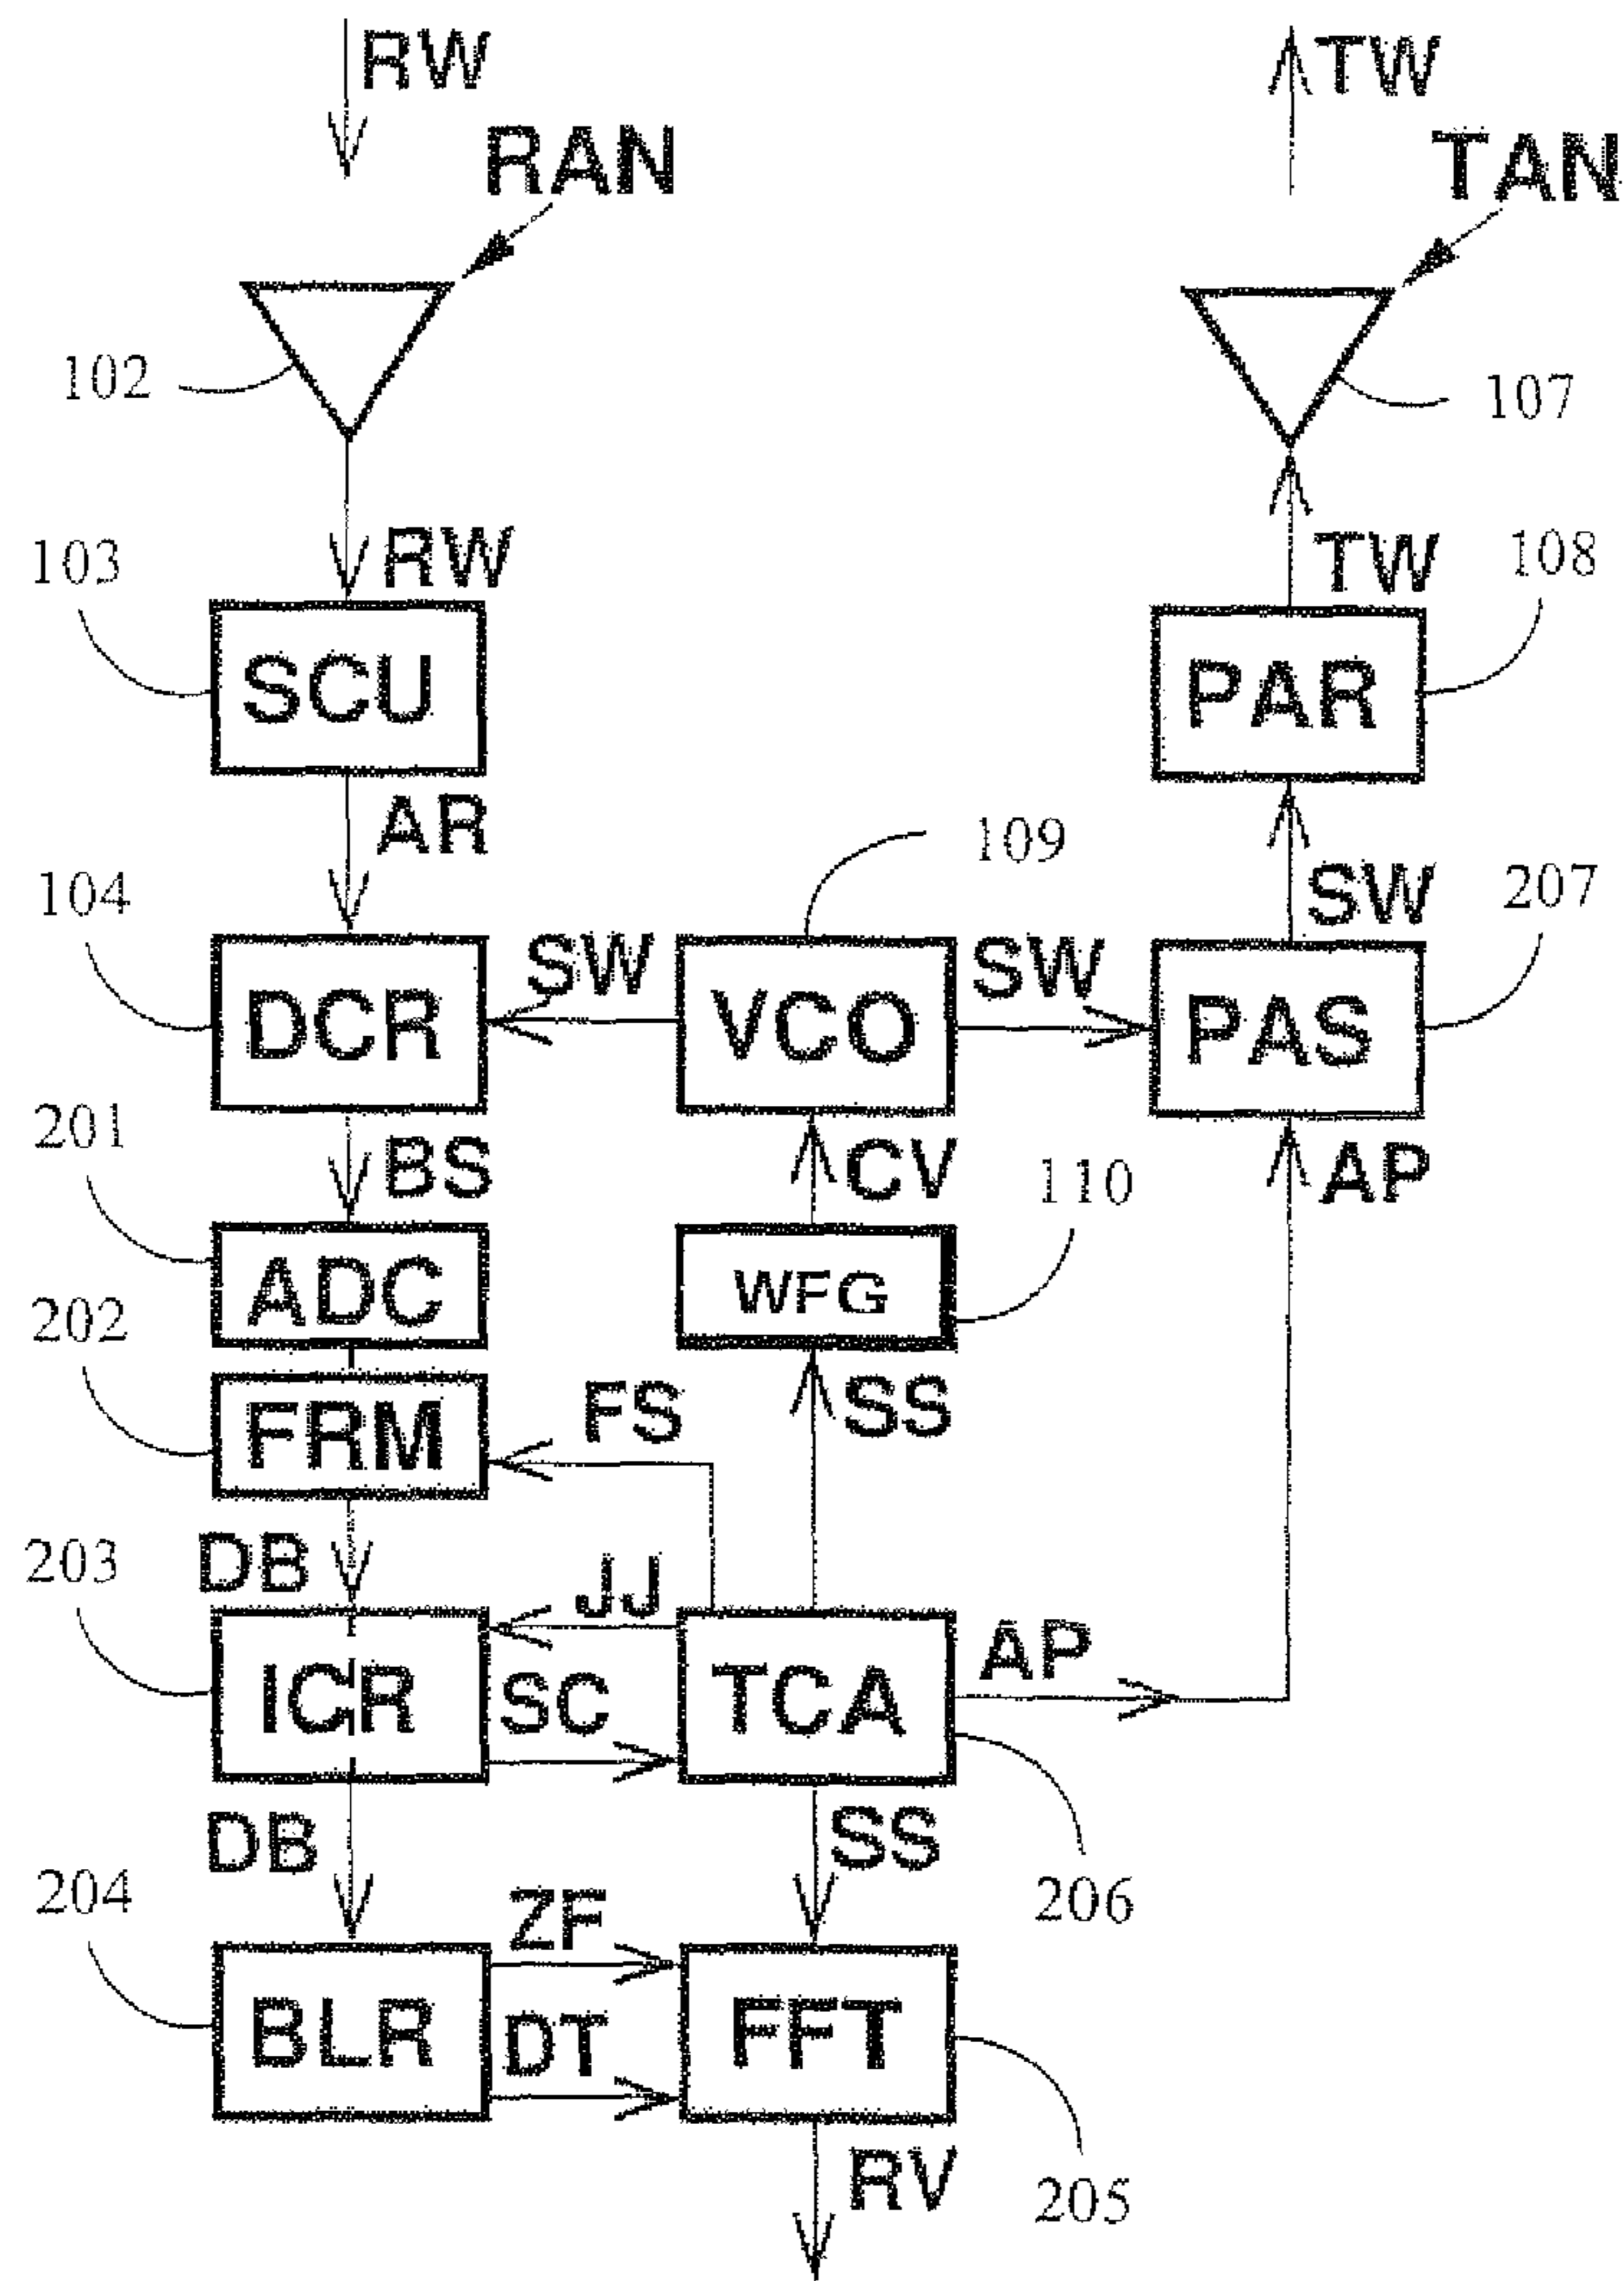 RW
TW
RAN
TAN
102
107
RW
TW
103
108
SCU
PAR
AR
SW
109
104
207
SW
SW
DCR
VCO
PAS
201
BS
CV
110
AP
ADC
WFG
202
FRM
FS
SS
203
DB
JJ
ICR
SC
TCA
AP
DB
SS
204
206
ZF
BLR
FFT
DT
RV
205